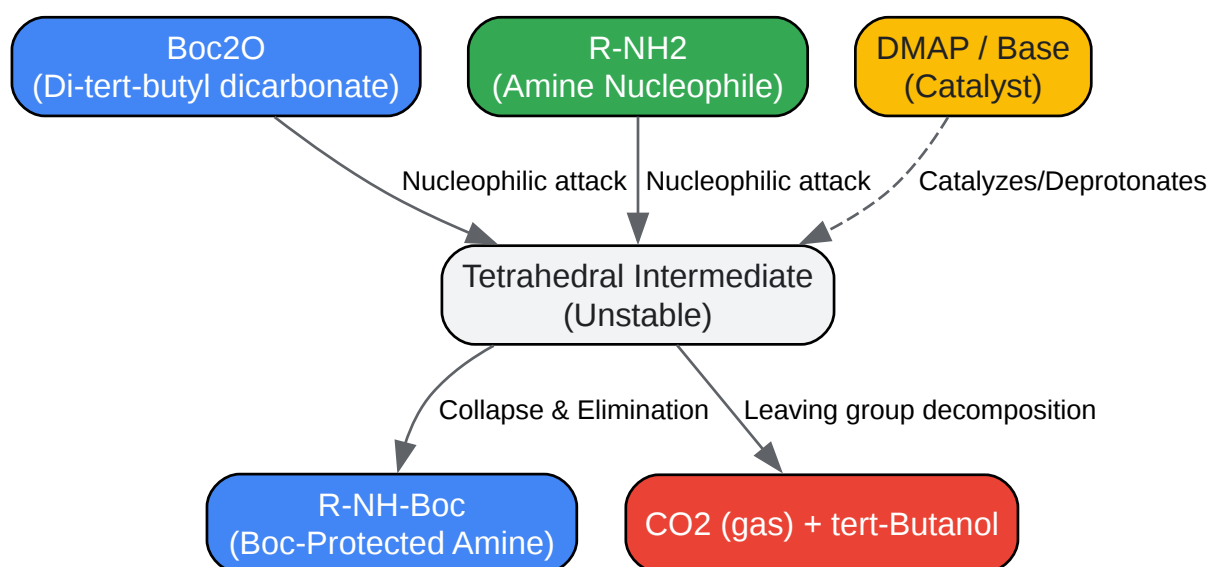 Boc2O
(Di-tert-butyl dicarbonate)
R-NH2
(Amine Nucleophile)
DMAP / Base
(Catalyst)
Nucleophilic attack
Nucleophilic attack
Catalyzes/Deprotonates
Tetrahedral Intermediate
(Unstable)
Collapse & Elimination
Leaving group decomposition
R-NH-Boc
(Boc-Protected Amine)
CO2 (gas) + tert-Butanol